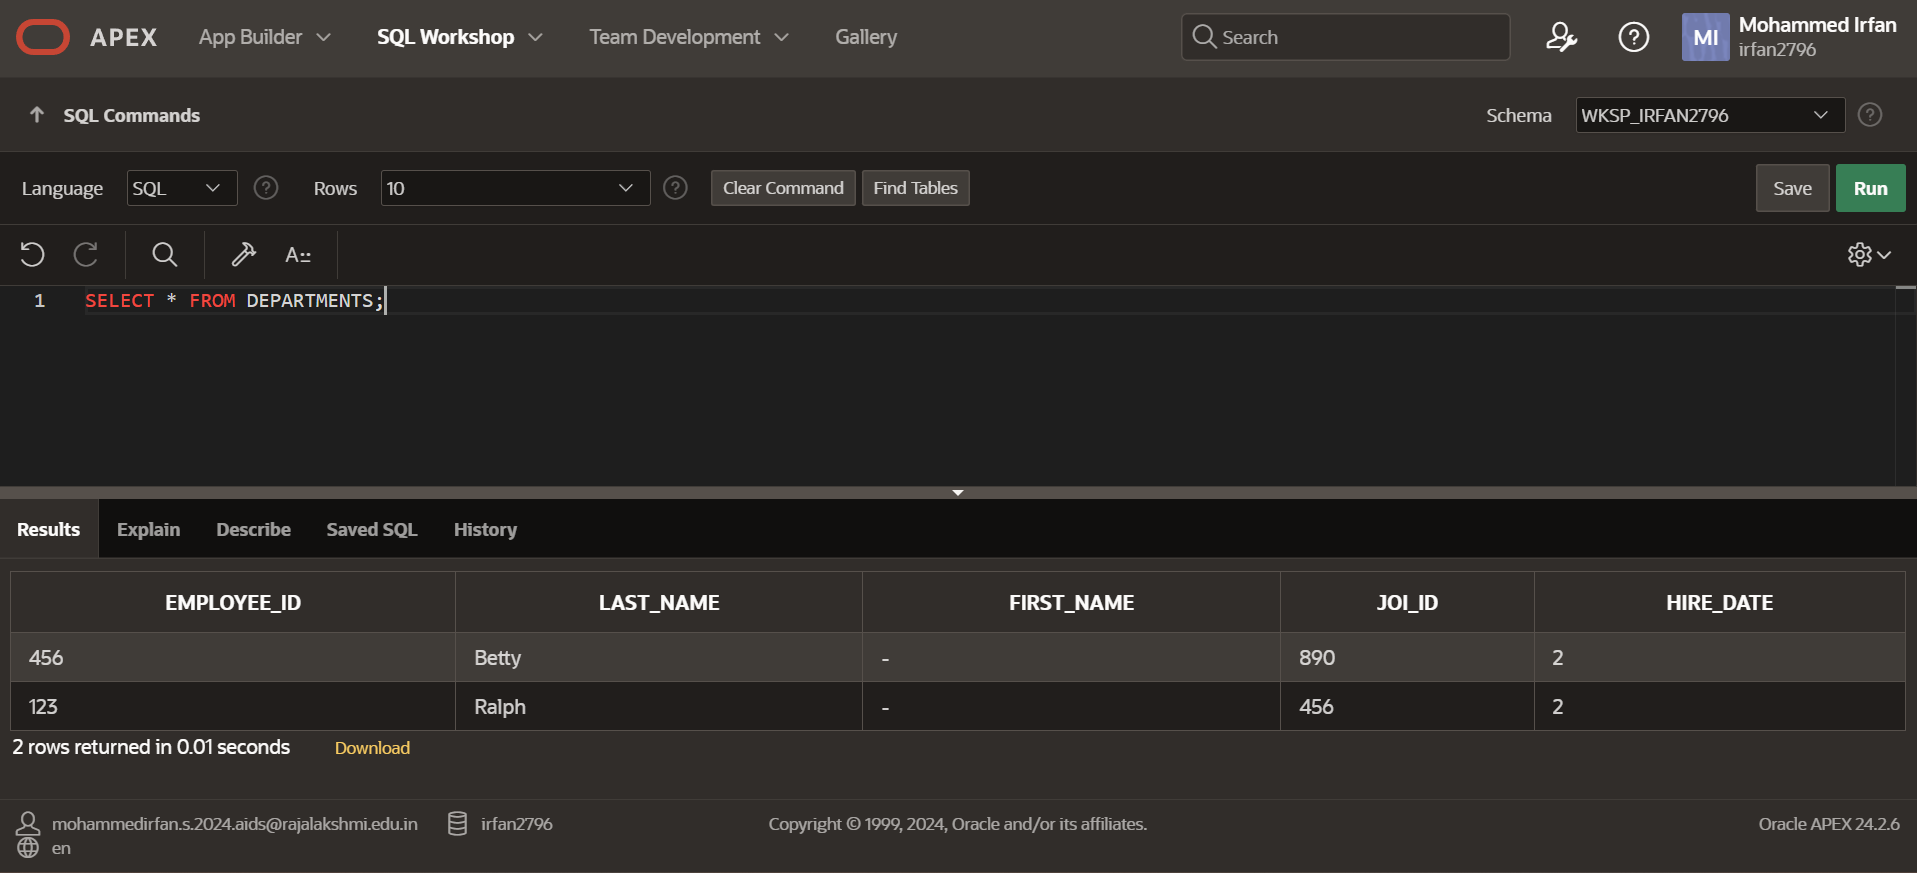 APEX App Builder SQL Workshop Team Development Gallery Search MI Mohammed Irfan
irfan2796
SQL Commands Schema WKSP_IRFAN2796
Language SQL Rows 10 Clear Command Find Tables Save Run
A
1 SELECT * FROM DEPARTMENTS;
Results Explain Describe Saved SQL History
EMPLOYEE_ID LAST_NAME FIRST_NAME JOI_ID HIRE_DATE
456 Betty - 890 2
123 Ralph - 456 2
2 rows returned in 0.01 seconds Download
mohammedirfan.s.2024.aids@rajalakshmi.edu.in irfan2796 Copyright © 1999, 2024, Oracle and/or its affiliates. Oracle APEX 24.2.6
en